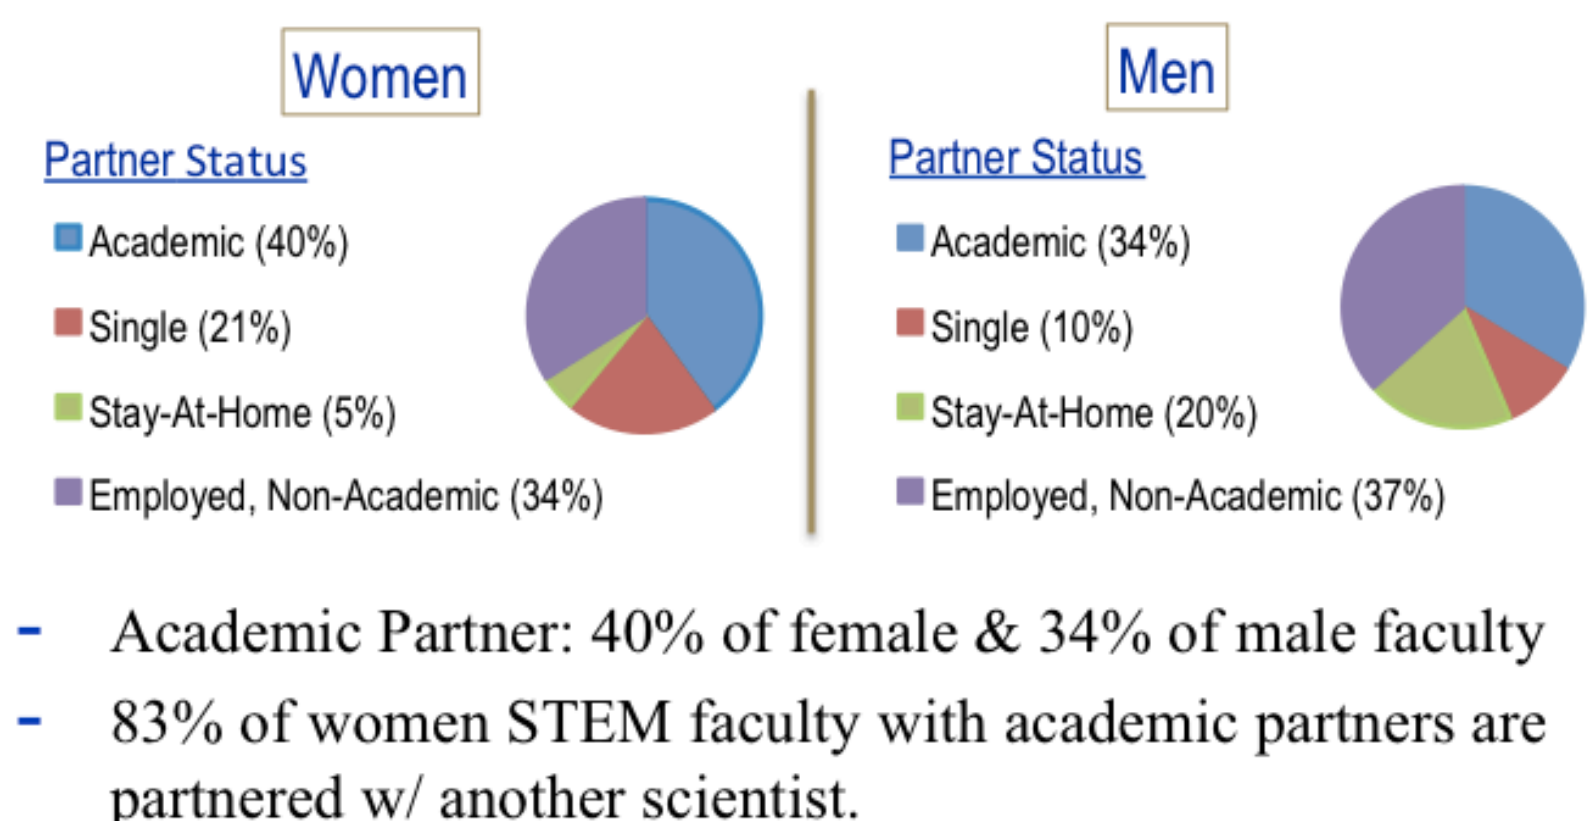 Women
Partner Status
Academic (40%)
Single (21%)
Stay-At-Home (5%)
Employed, Non-Academic (34%)
Men
Partner Status
Academic (34%)
Single (10%)
Stay-At-Home (20%)
Employed, Non-Academic (37%)
- Academic Partner: 40% of female & 34% of male faculty
- 83% of women STEM faculty with academic partners are
partnered w/ another scientist.